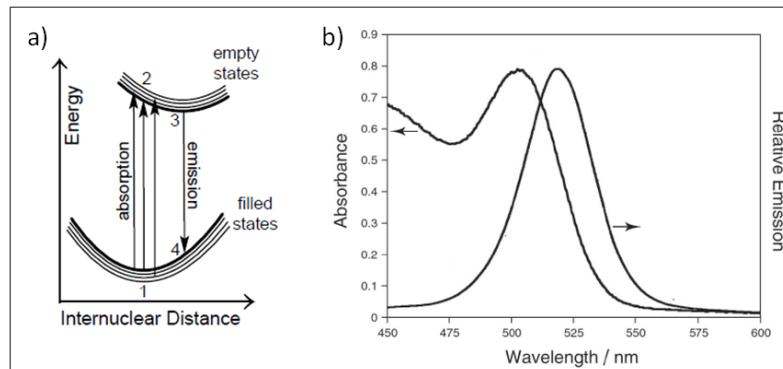 a)
empty
states
2
3
Energy
absorption
emission
filled
states
4
1
Internuclear Distance
b)
0.9
0.8
0.7
0.6
0.5
0.4
0.3
0.2
0.1
0
Absorbance
Relative Emission
450 475 500 525 550 575 600
Wavelength / nm